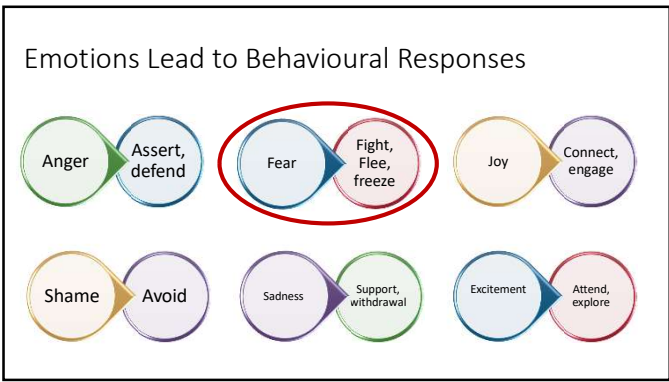 Emotions Lead to Behavioural Responses
Anger
Assert,
defend
Fear
Fight,
Flee,
freeze
Joy
Connect,
engage
Shame
Avoid
Sadness
Support,
withdrawal
Excitement
Attend,
explore